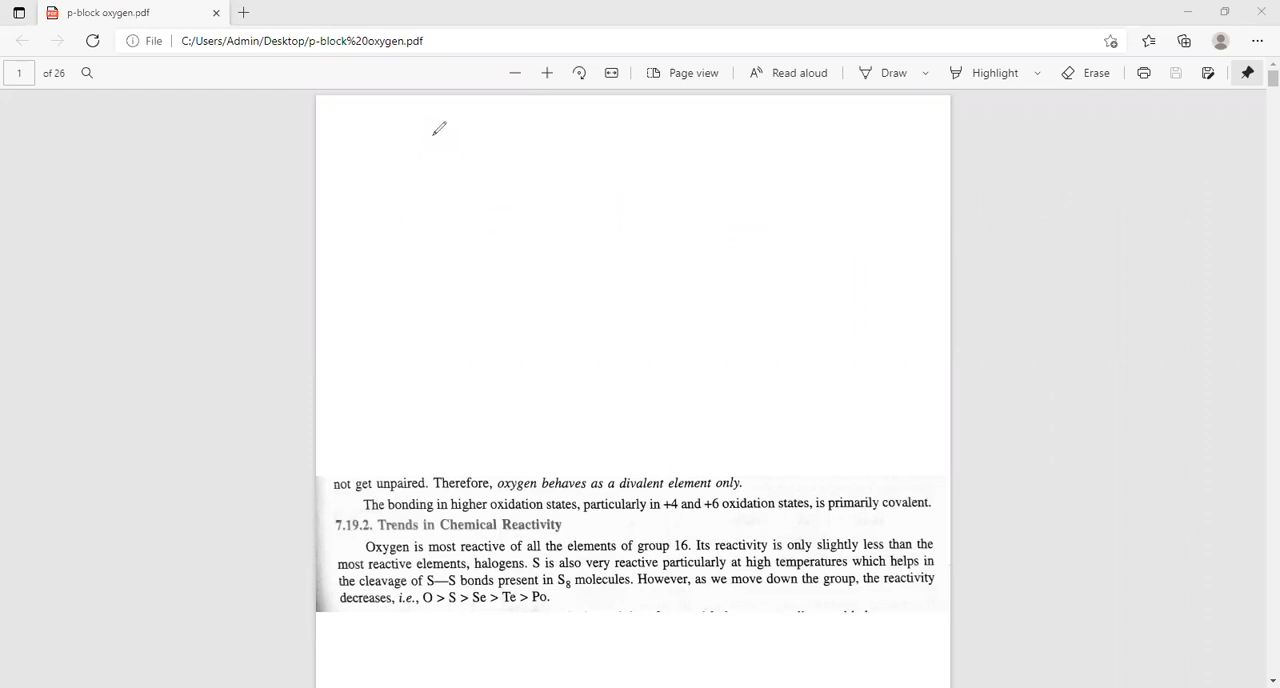 p-block oxygen.pdf
File C:/Users/Admin/Desktop/p-block%20oxygen.pdf
1 of 26 Page view Read aloud Draw Highlight Erase
not get unpaired. Therefore, oxygen behaves as a divalent element only.
The bonding in higher oxidation states, particularly in +4 and +6 oxidation states, is primarily covalent.
7.19.2. Trends in Chemical Reactivity
Oxygen is most reactive of all the elements of group 16. Its reactivity is only slightly less than the
most reactive elements, halogens. S is also very reactive particularly at high temperatures which helps in
the cleavage of S—S bonds present in S₈ molecules. However, as we move down the group, the reactivity
decreases, i.e., O > S > Se > Te > Po.